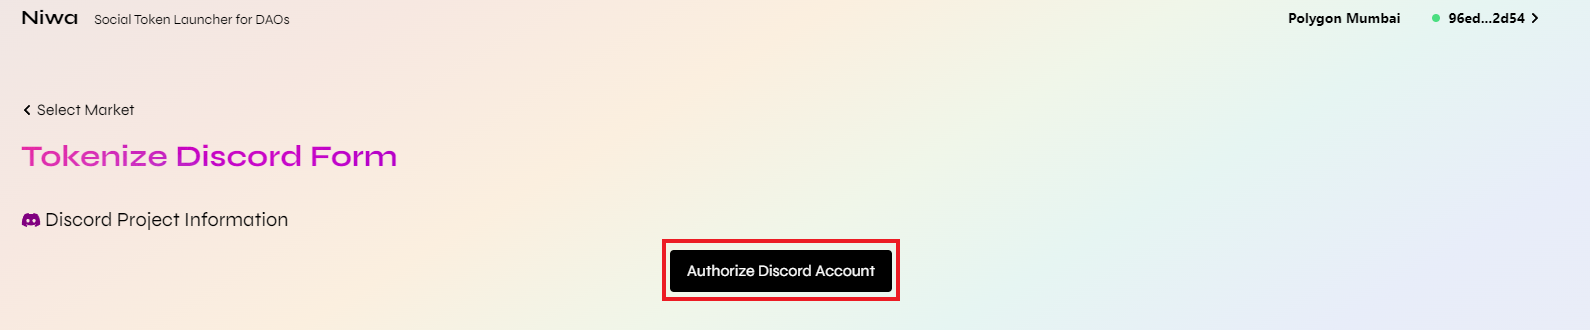 Niwa Social Token Launcher for DAOs Polygon Mumbai 96ed...2d54
Select Market
Tokenize Discord Form
Discord Project Information
Authorize Discord Account